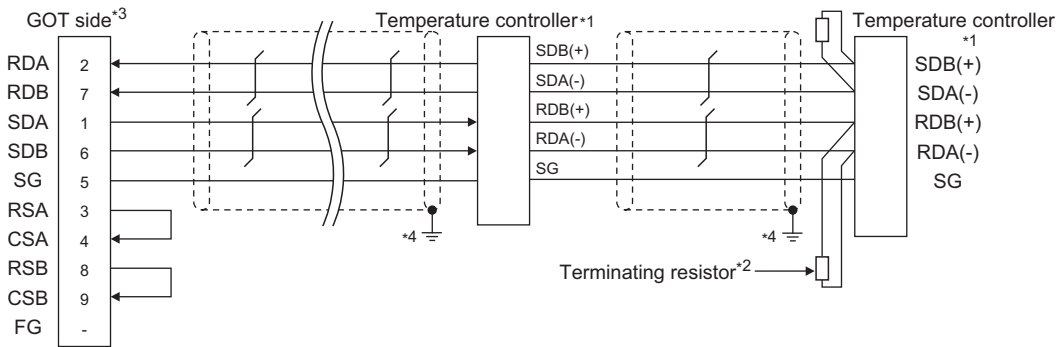 GOT side*3
RDA 2
RDB 7
SDA 1
SDB 6
SG 5
RSA 3
CSA 4
RSB 8
CSB 9
FG -
*4
Temperature controller*1
SDB(+)
SDA(-)
RDB(+)
RDA(-)
SG
*4
Terminating resistor*2
Temperature controller
*1
SDB(+)
SDA(-)
RDB(+)
RDA(-)
SG